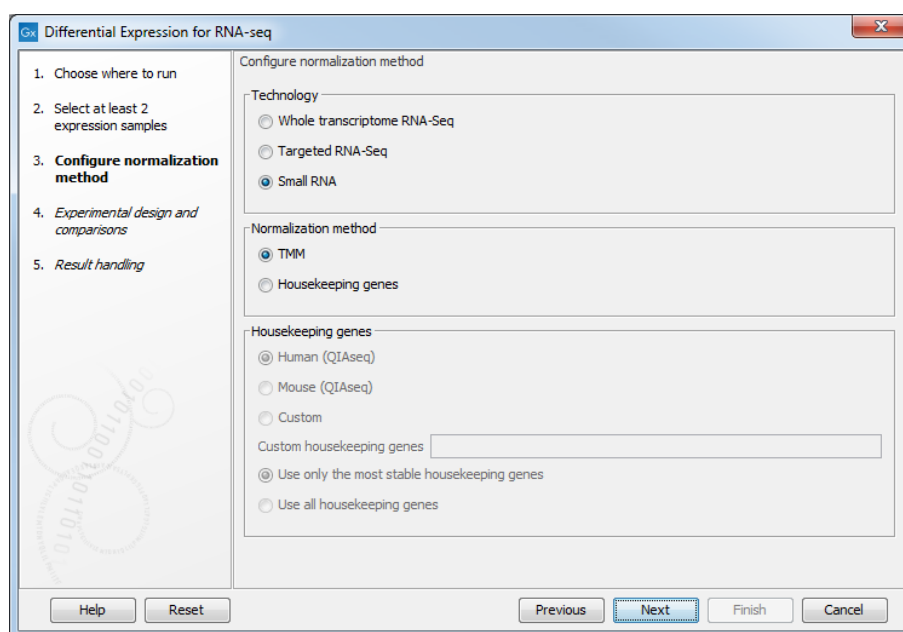 Gx Differential Expression for RNA-seq
1. Choose where to run
2. Select at least 2
expression samples
3. Configure normalization
method
4. Experimental design and
comparisons
5. Result handling
Configure normalization method
Technology
Whole transcriptome RNA-Seq
Targeted RNA-Seq
Small RNA
Normalization method
TMM
Housekeeping genes
Housekeeping genes
Human (QIAseq)
Mouse (QIAseq)
Custom
Custom housekeeping genes
Use only the most stable housekeeping genes
Use all housekeeping genes
Help Reset Previous Next Finish Cancel